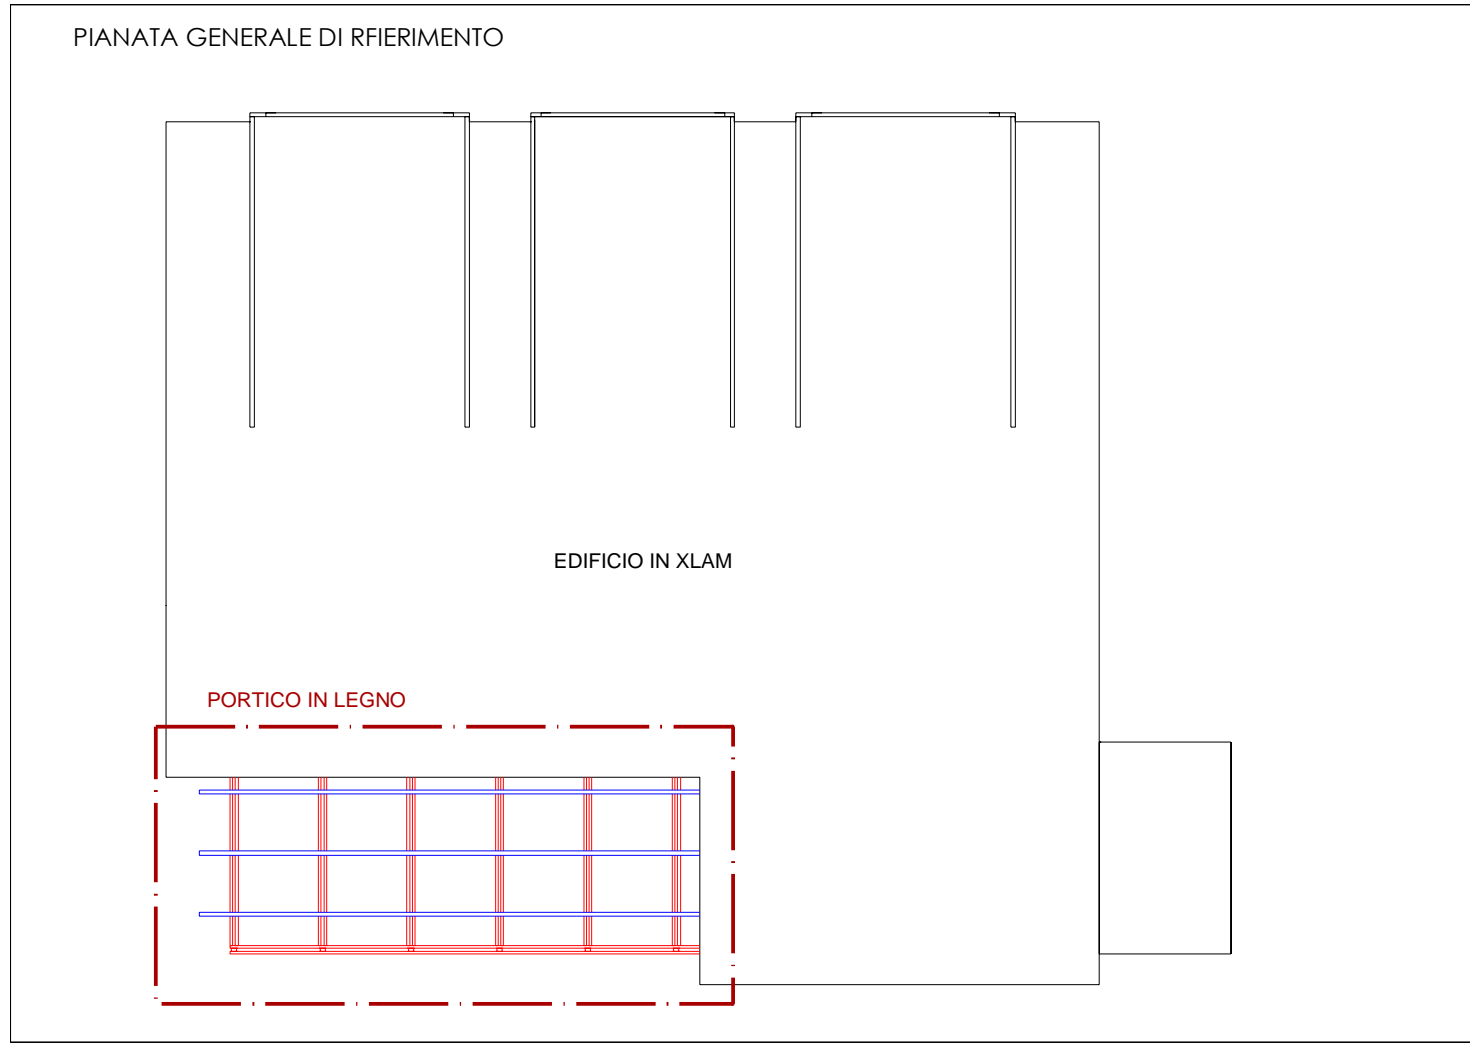 PIANATA GENERALE DI RFIERIMENTO
EDIFICIO IN XLAM
PORTICO IN LEGNO